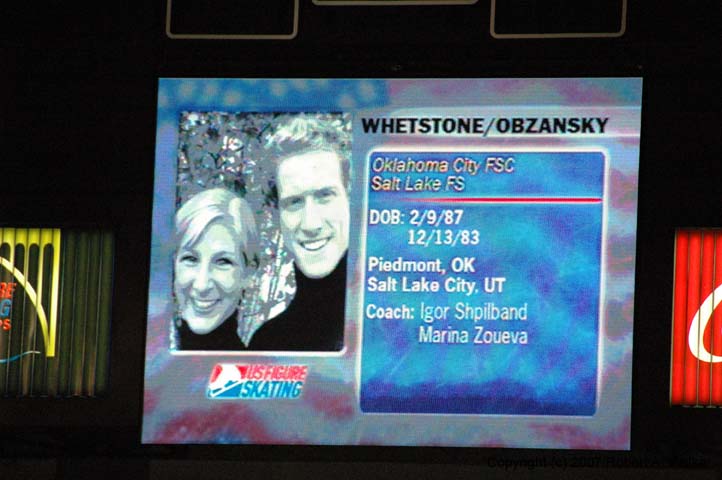 WHETSTONE/OBZANSKY
Oklahoma City FSC
Salt Lake FS
DOB: 2/9/87
12/13/83
Piedmont, OK
Salt Lake City, UT
Coach: Igor Shpilband
Marina Zoueva
US FIGURE
SKATING
Copyright (c) 2007